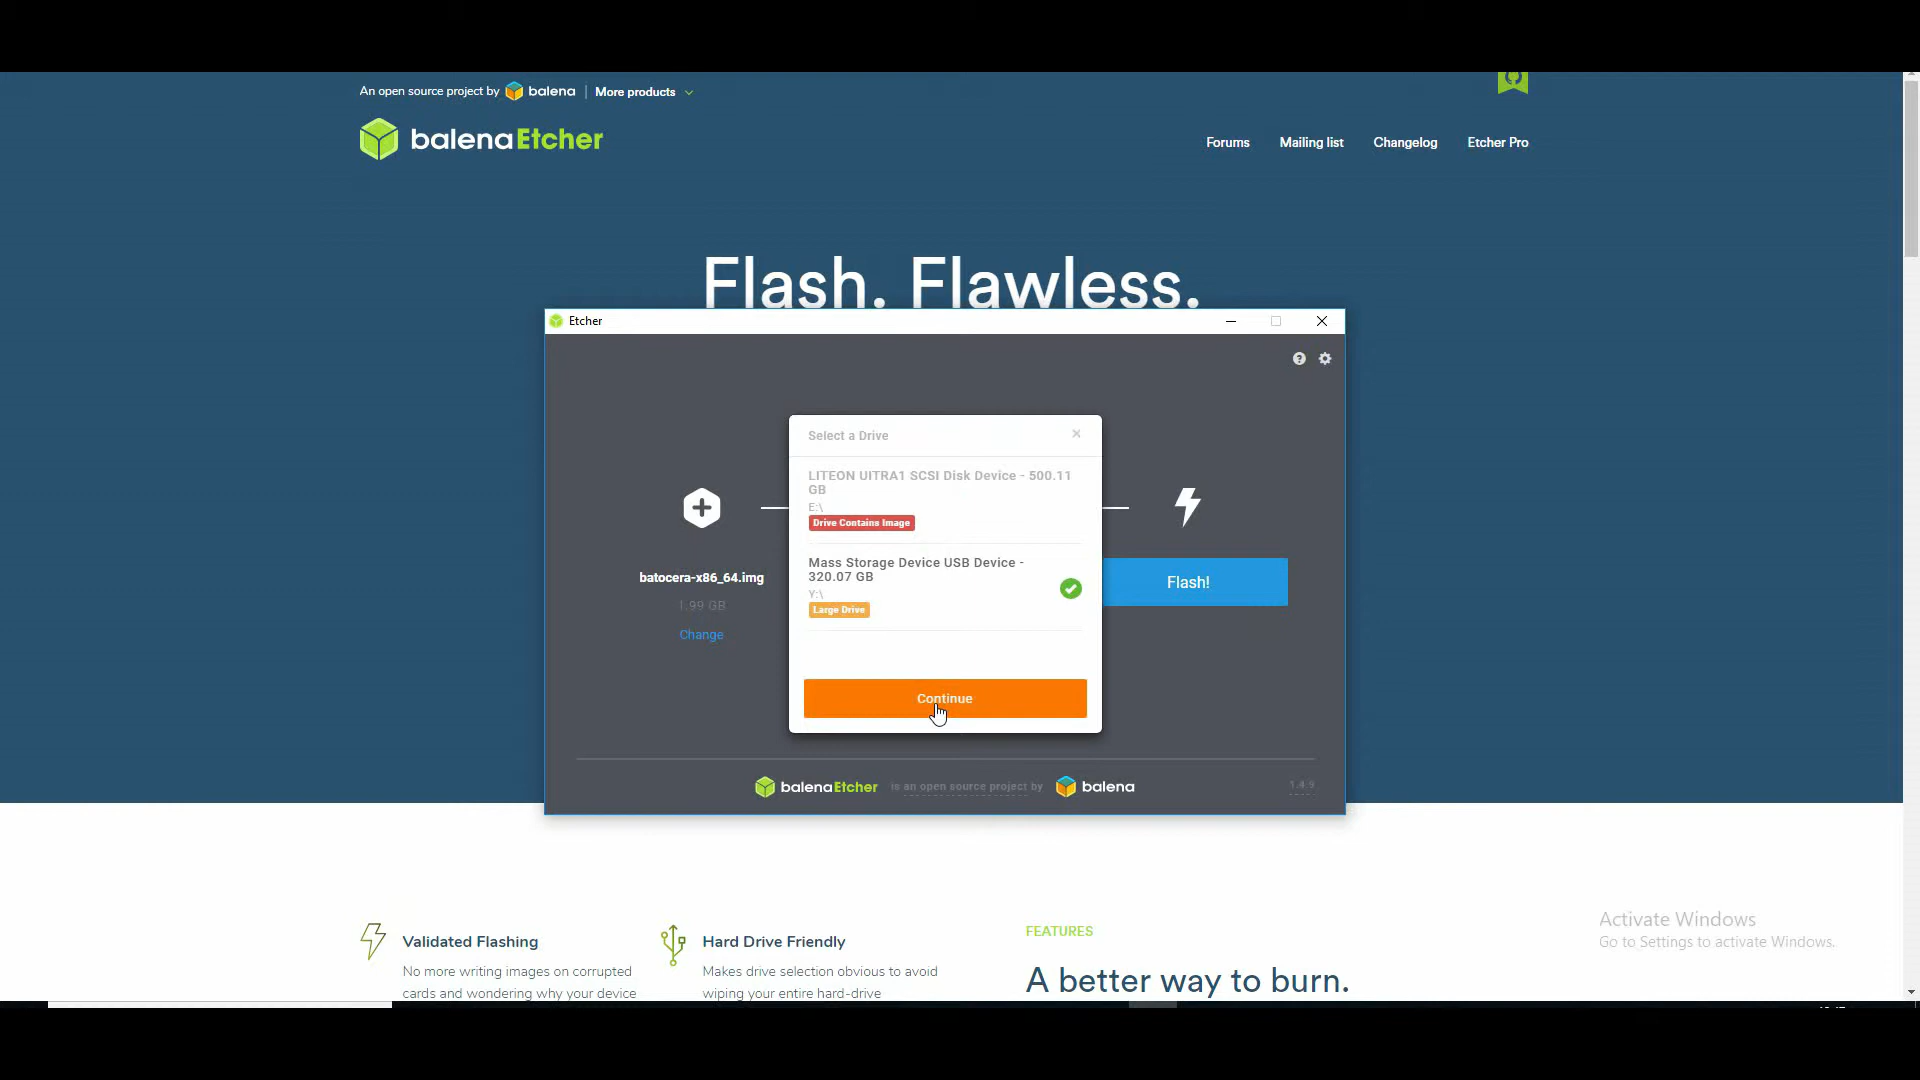 An open source project by balena | More products
balenaEtcher
Forums Mailing list Changelog Etcher Pro
Flash. Flawless.
Etcher
Select a Drive
LITEON UITRA1 SCSI Disk Device - 500.11
GB
E:\
Drive Contains Image
Mass Storage Device USB Device -
320.07 GB
Y:\
Large Drive
Continue
batocera-x86_64.img
1.99 GB
Change
Flash!
balenaEtcher is an open source project by balena
1.4.9
Validated Flashing
No more writing images on corrupted
cards and wondering why your device
Hard Drive Friendly
Makes drive selection obvious to avoid
wiping your entire hard-drive
FEATURES
A better way to burn.
Activate Windows
Go to Settings to activate Windows.